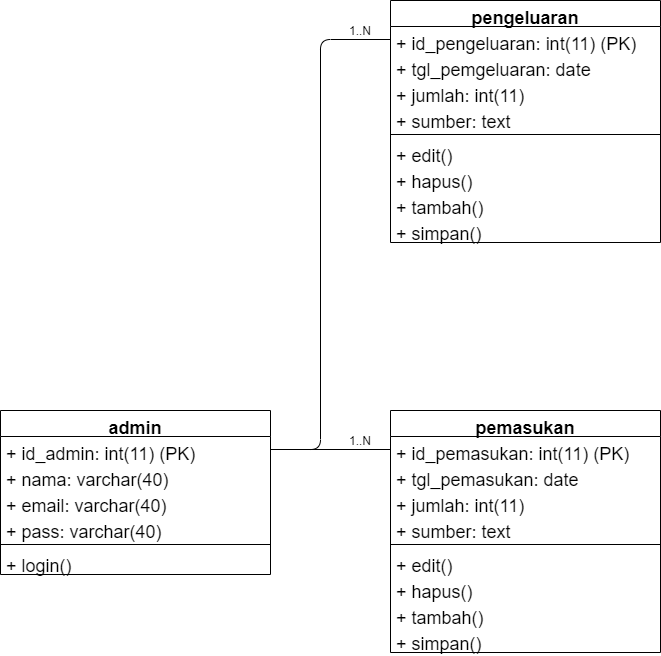 1..N
pengeluaran
+ id_pengeluaran: int(11) (PK)
+ tgl_pemgeluaran: date
+ jumlah: int(11)
+ sumber: text
+ edit()
+ hapus()
+ tambah()
+ simpan()
admin
+ id_admin: int(11) (PK)
+ nama: varchar(40)
+ email: varchar(40)
+ pass: varchar(40)
+ login()
1..N
pemasukan
+ id_pemasukan: int(11) (PK)
+ tgl_pemasukan: date
+ jumlah: int(11)
+ sumber: text
+ edit()
+ hapus()
+ tambah()
+ simpan()